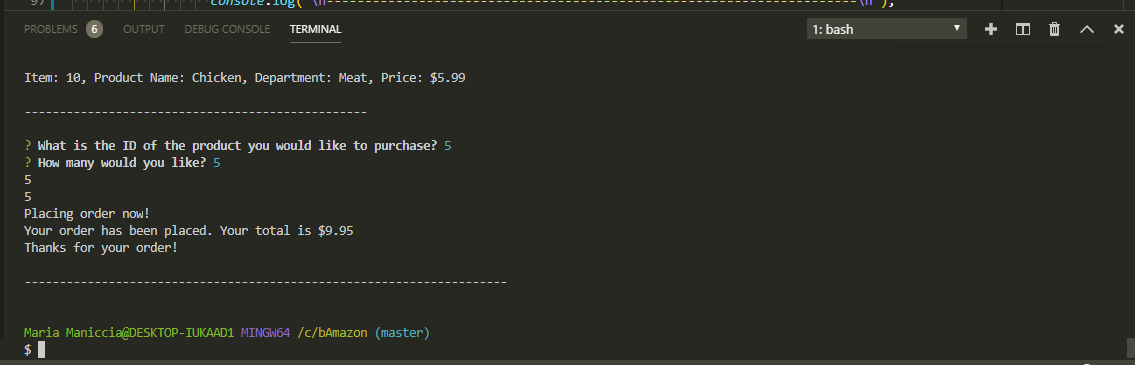 97 console.log("\n----------------------------------------------------------------------------\n");
PROBLEMS 6 OUTPUT DEBUG CONSOLE TERMINAL 1: bash
Item: 10, Product Name: Chicken, Department: Meat, Price: $5.99
-------------------------------------------------
? What is the ID of the product you would like to purchase? 5
? How many would you like? 5
5
5
Placing order now!
Your order has been placed. Your total is $9.95
Thanks for your order!
---------------------------------------------------------------------
Maria Maniccia@DESKTOP-IUKAAD1 MINGW64 /c/bAmazon (master)
$